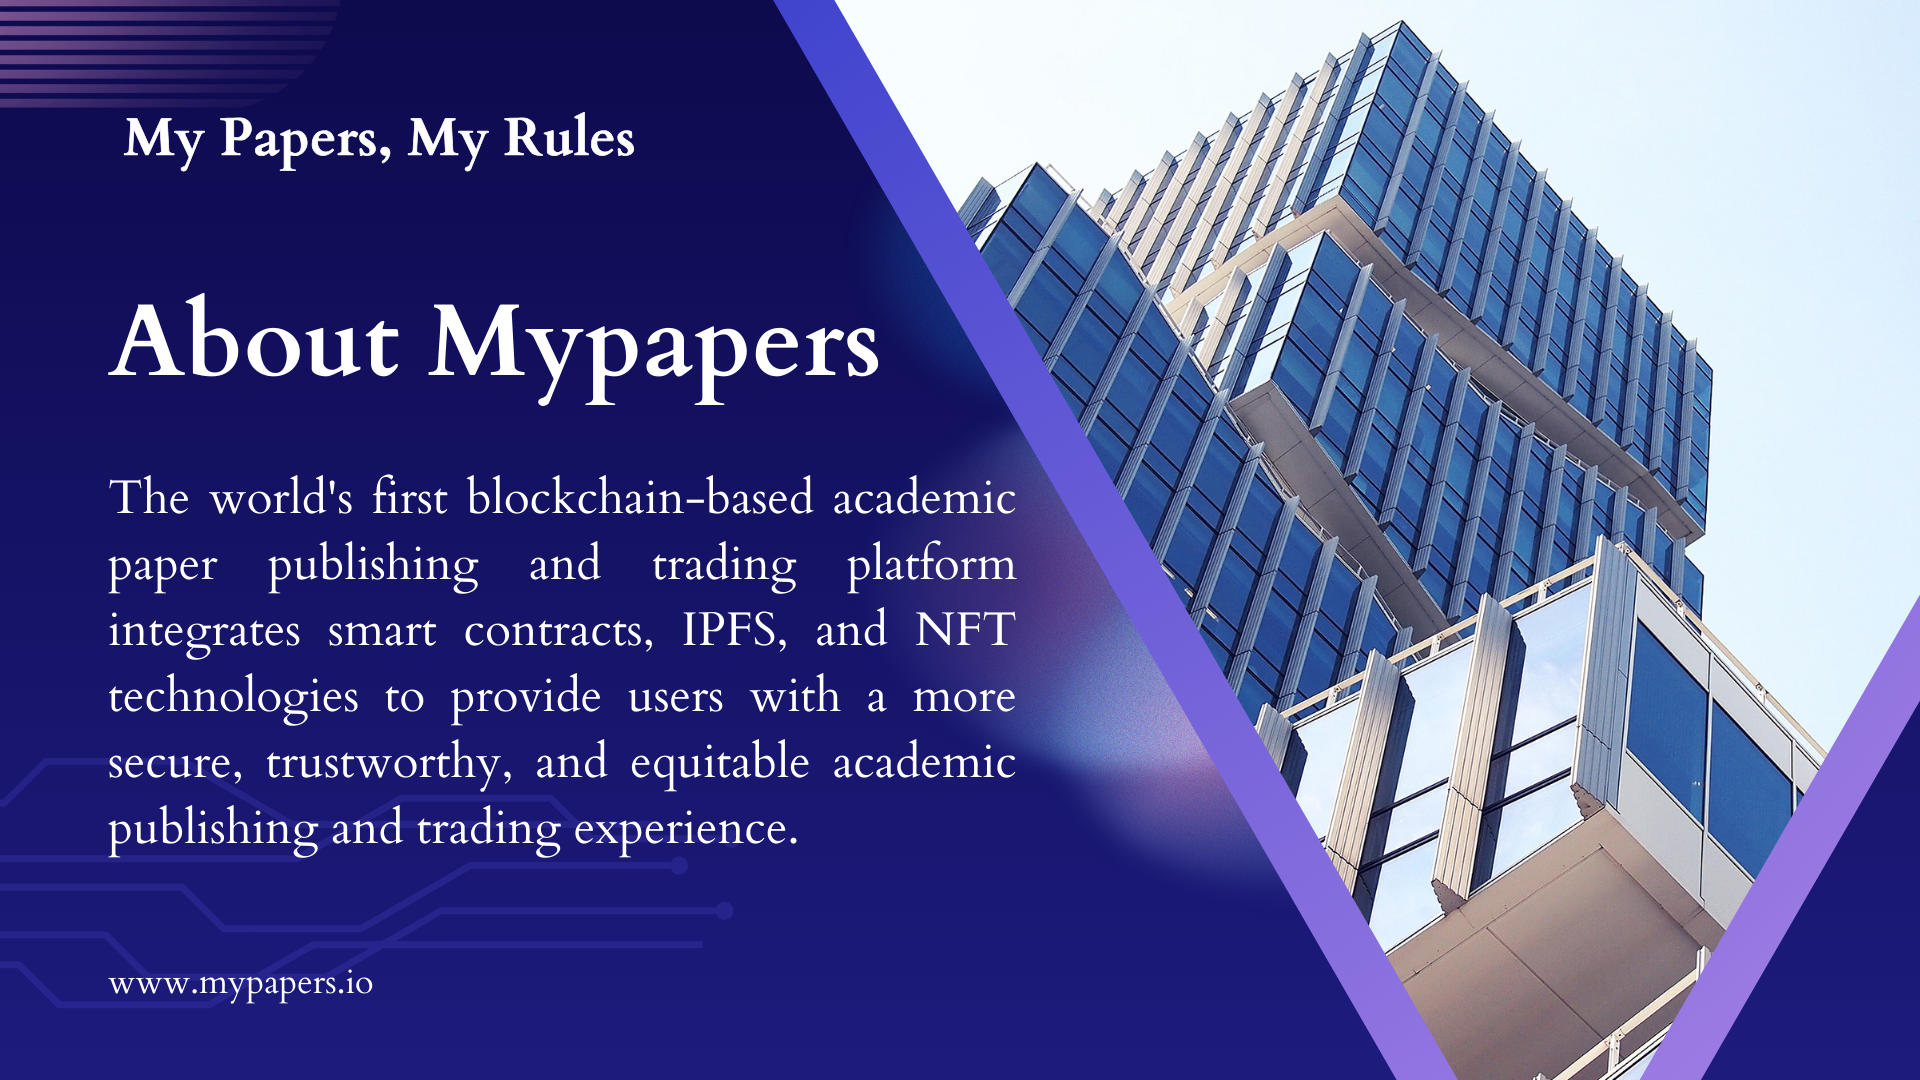 My Papers, My Rules
About Mypapers
The world's first blockchain-based academic
paper publishing and trading platform
integrates smart contracts, IPFS, and NFT
technologies to provide users with a more
secure, trustworthy, and equitable academic
publishing and trading experience.
www.mypapers.io